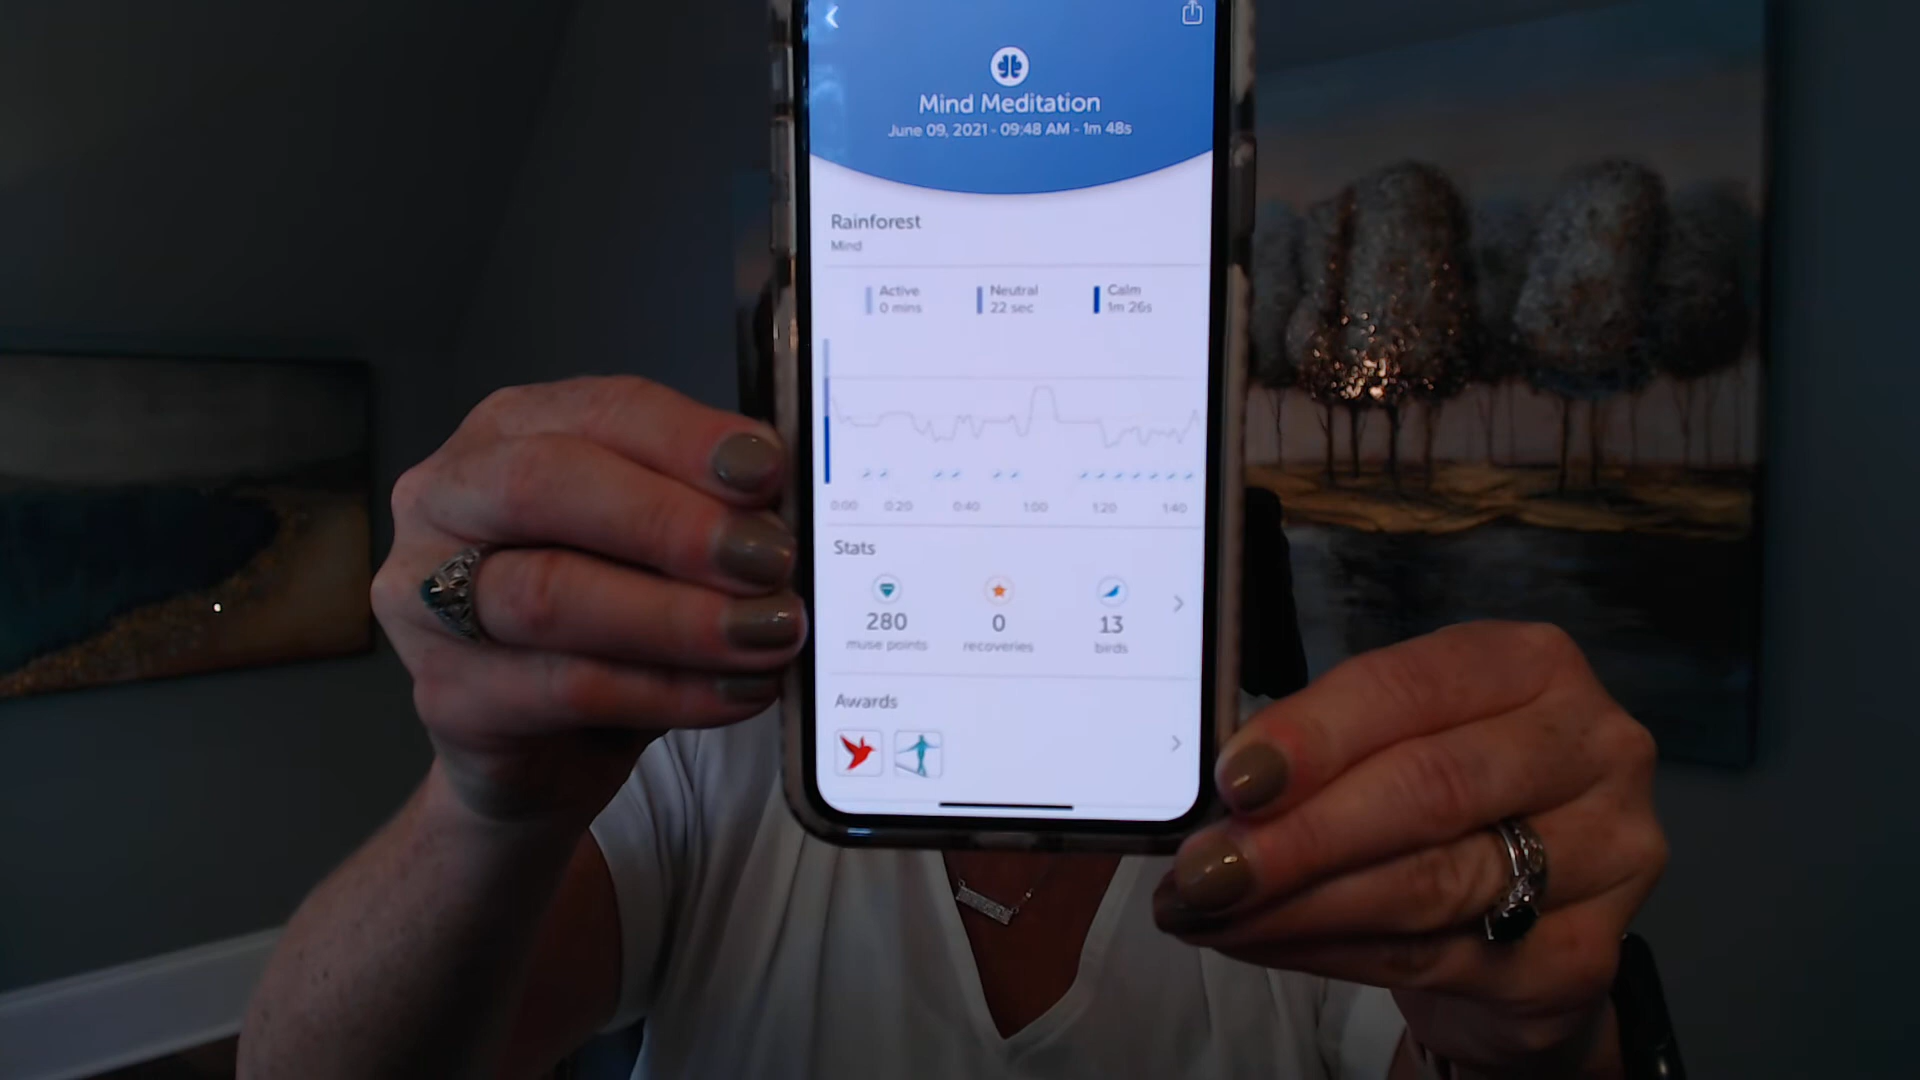 Mind Meditation
June 09, 2021 - 09:48 AM - 1m 48s
Rainforest
Mind
Active Neutral Calm
0 mins 22 sec 1m 26s
0:00 0:20 0:40 1:00 1:20 1:40
Stats
280 0 13
muse points recoveries birds
Awards